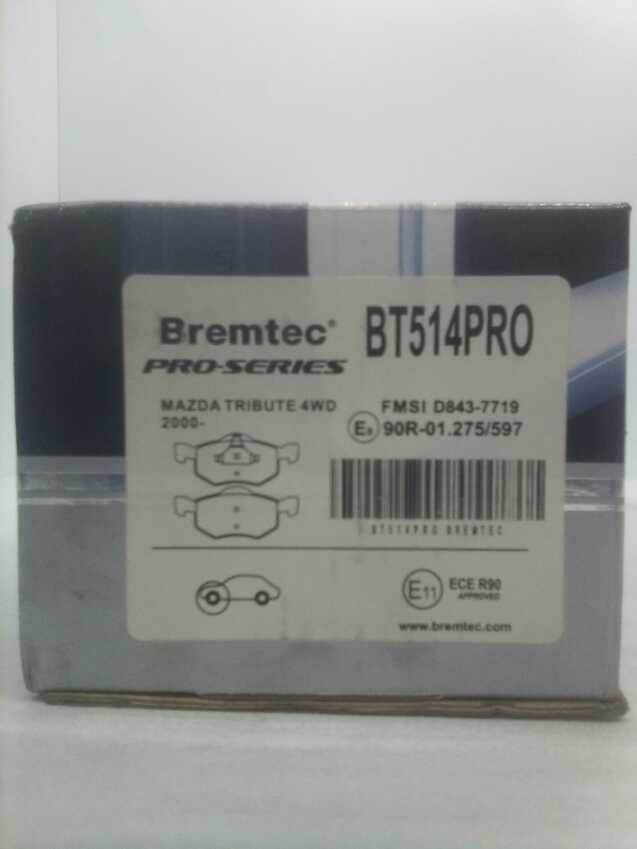 Bremtec®
BT514PRO
PRO-SERIES
MAZDA TRIBUTE 4WD
2000-
FMSI D843-7719
E9 90R-01.275/597
BT514PRO BREMTEC
E11 ECE R90
APPROVED
www.bremtec.com